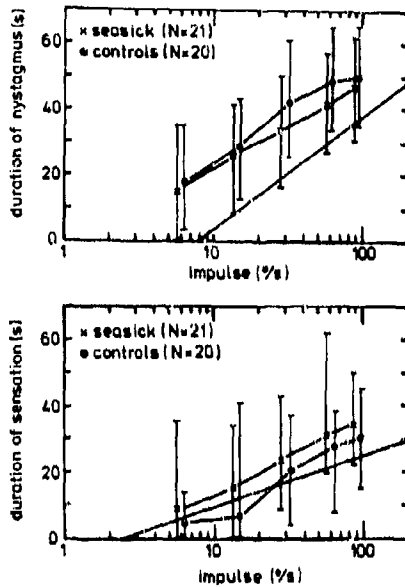 duration of nystagmus (s)
60
40
20
0
× seasick (N=21)
● controls (N=20)
1
10
100
impulse (°/s)
duration of sensation (s)
60
40
20
0
× seasick (N=21)
● controls (N=20)
1
10
100
impulse (°/s)